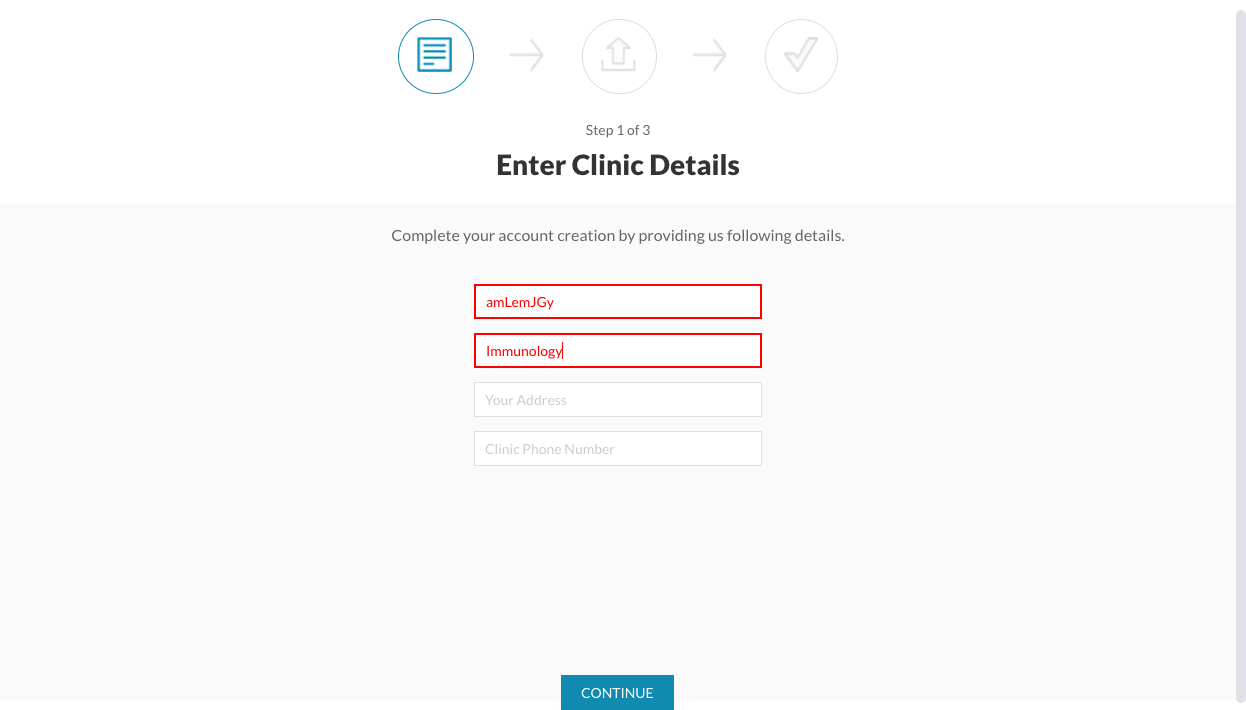 Step 1 of 3
Enter Clinic Details
Complete your account creation by providing us following details.
amLemJGy
Immunology
Your Address
Clinic Phone Number
CONTINUE